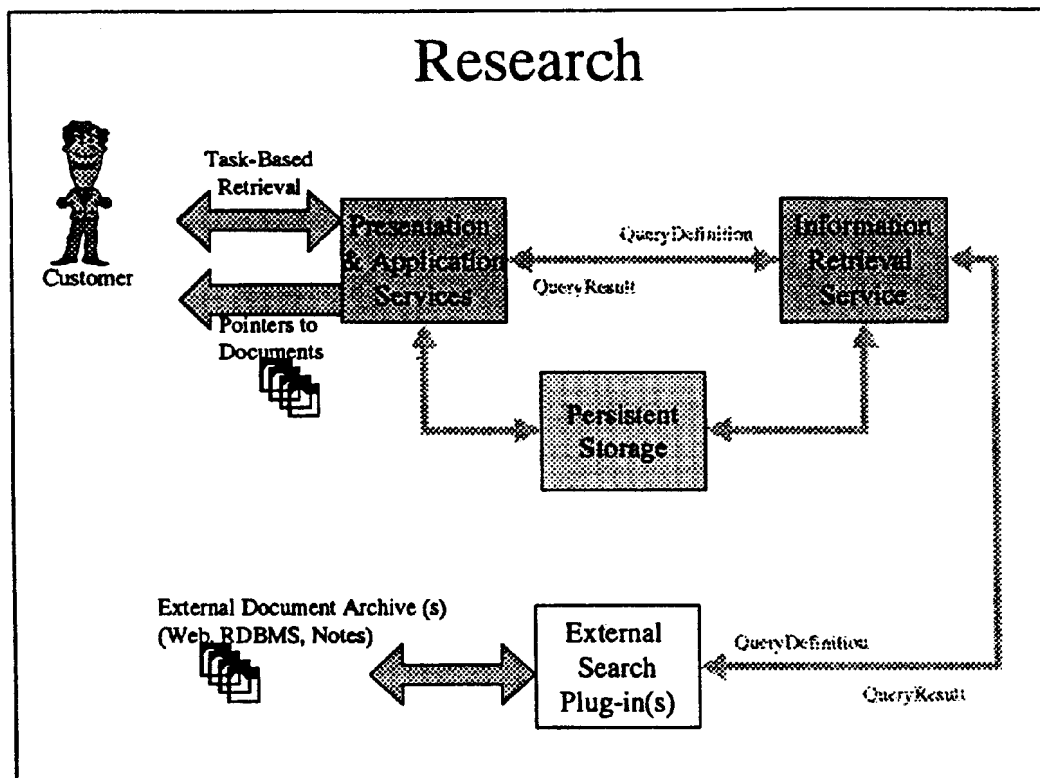 Research
Task-Based
Retrieval
Customer
Presentation
& Application
Services
QueryDefinition
QueryResult
Information
Retrieval
Service
Pointers to
Documents
Persistent
Storage
External Document Archive (s)
(Web, RDBMS, Notes)
External
Search
Plug-in(s)
QueryDefinition
QueryResult